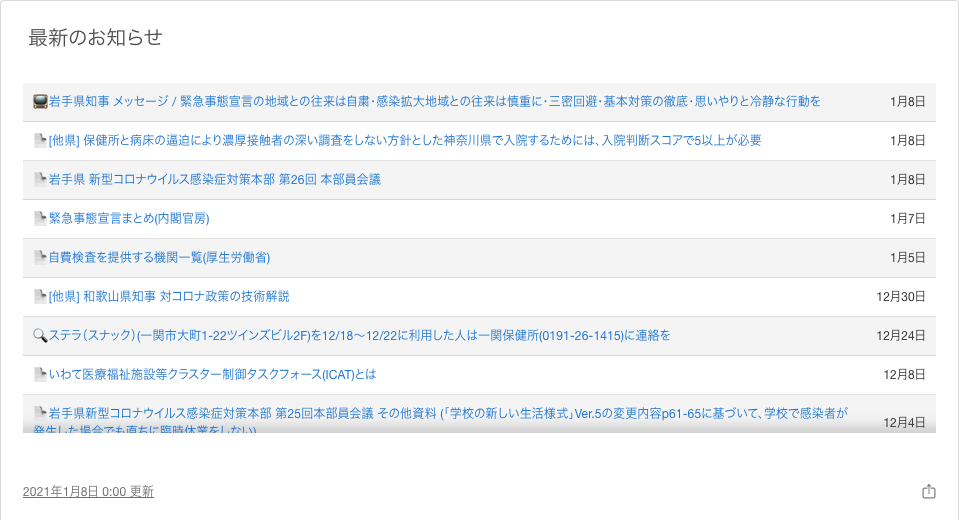 最新のお知らせ
岩手県知事 メッセージ / 緊急事態宣言の地域との往来は自粛・感染拡大地域との往来は慎重に・三密回避・基本対策の徹底・思いやりと冷静な行動を 1月8日
[他県] 保健所と病床の逼迫により濃厚接触者の深い調査をしない方針とした神奈川県で入院するためには、入院判断スコアで5以上が必要 1月8日
岩手県 新型コロナウイルス感染症対策本部 第26回 本部員会議 1月8日
緊急事態宣言まとめ(内閣官房) 1月7日
自費検査を提供する機関一覧(厚生労働省) 1月5日
[他県] 和歌山県知事 対コロナ政策の技術解説 12月30日
ステラ（スナック）(一関市大町1-22ツインズビル2F)を12/18〜12/22に利用した人は一関保健所(0191-26-1415)に連絡を 12月24日
いわて医療福祉施設等クラスター制御タスクフォース(ICAT)とは 12月8日
岩手県新型コロナウイルス感染症対策本部 第25回本部員会議 その他資料 (「学校の新しい生活様式」Ver.5の変更内容p61-65に基づいて、学校で感染者が 12月4日
発生した場合でも直ちに臨時休業をしない)
2021年1月8日 0:00 更新